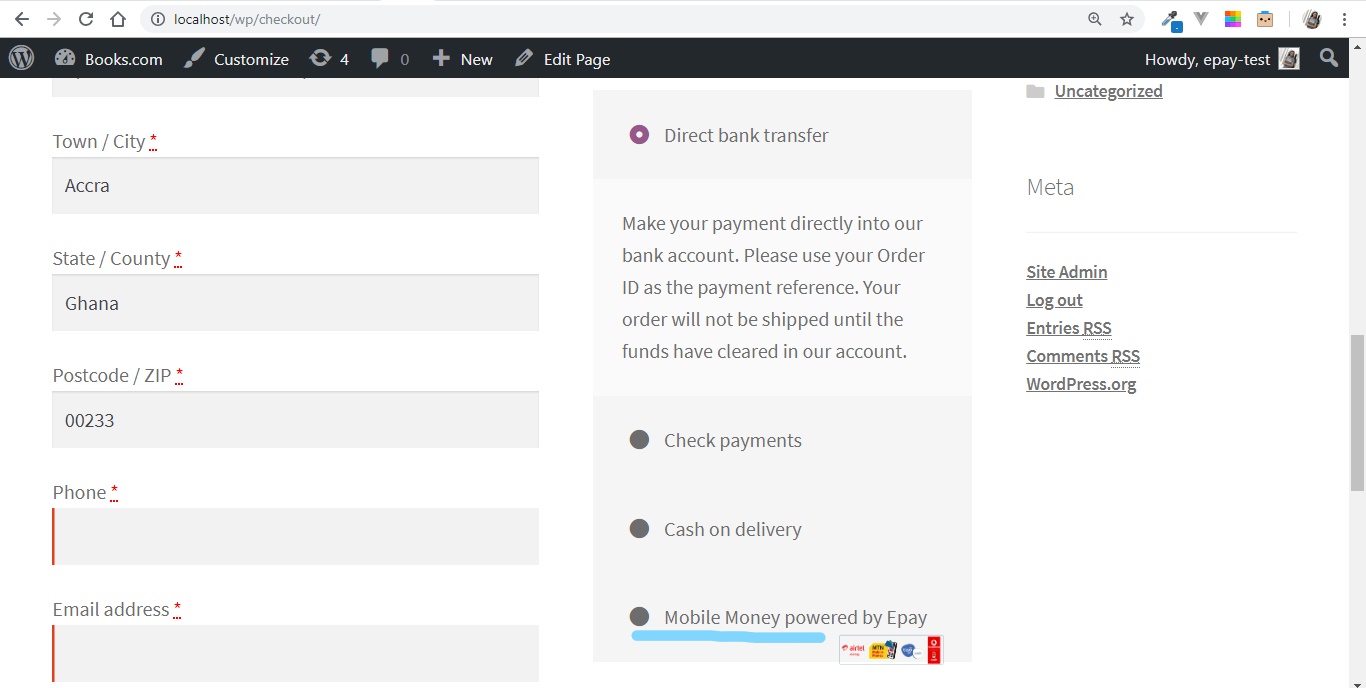 localhost/wp/checkout/
Books.com
Customize
4
0
New
Edit Page
Howdy, epay-test
Town / City *
Accra
State / County *
Ghana
Postcode / ZIP *
00233
Phone *
Email address *
Direct bank transfer
Make your payment directly into our
bank account. Please use your Order
ID as the payment reference. Your
order will not be shipped until the
funds have cleared in our account.
Check payments
Cash on delivery
Mobile Money powered by Epay
airtel
MTN
Uncategorized
Meta
Site Admin
Log out
Entries RSS
Comments RSS
WordPress.org